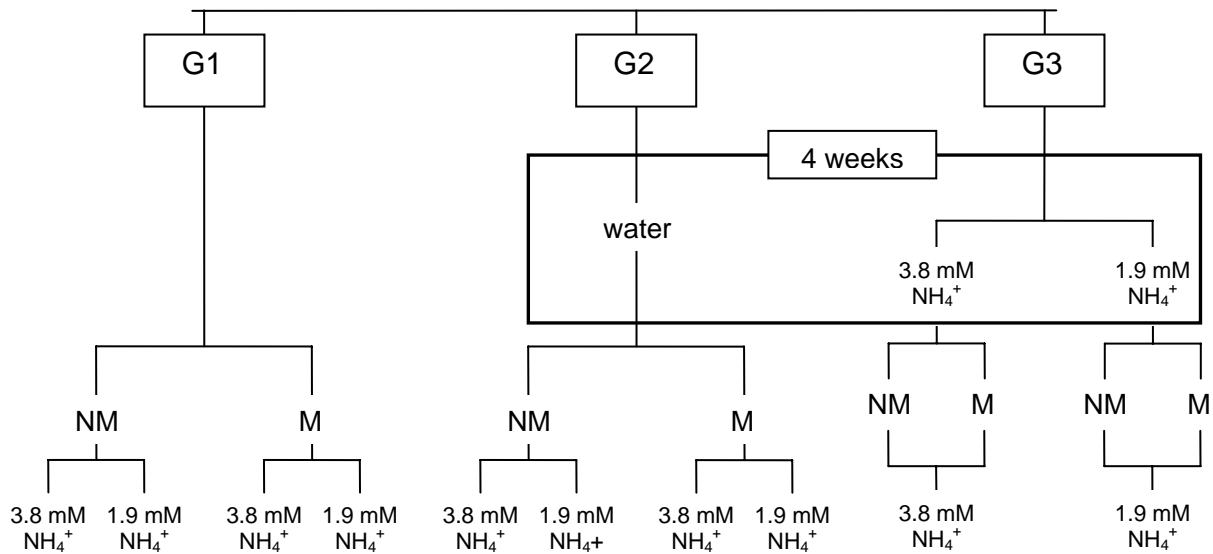 G1 G2 G3
4 weeks
water
3.8 mM 1.9 mM
NH₄⁺ NH₄⁺
NM M NM M NM M NM M
3.8 mM 1.9 mM 3.8 mM 1.9 mM 3.8 mM 1.9 mM 3.8 mM 1.9 mM 3.8 mM 1.9 mM
NH₄⁺ NH₄⁺ NH₄⁺ NH₄⁺ NH₄⁺ NH₄+ NH₄⁺ NH₄⁺ NH₄⁺ NH₄⁺